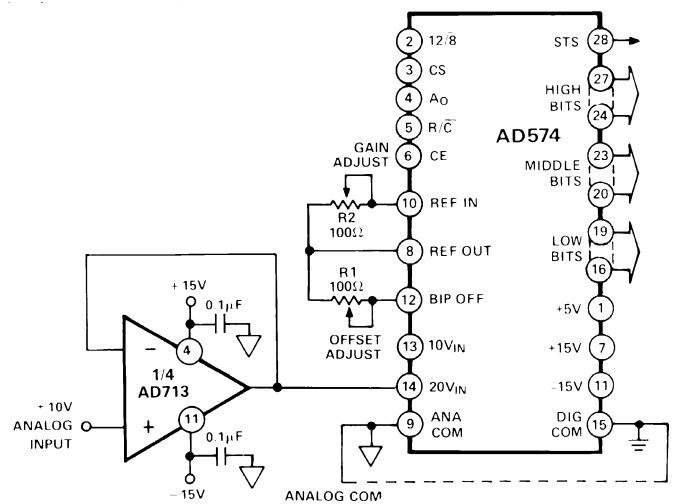 2 12/8̅ STS 28
3 CS 27
HIGH BITS
4 A₀ 24
5 R/C̅ AD574
GAIN ADJUST
6 CE 23
MIDDLE BITS
R2 100Ω
10 REF IN 20
8 REF OUT 19
LOW BITS
R1 100Ω
12 BIP OFF 16
OFFSET ADJUST
+5V 1
13 10VIN
+15V 7
14 20VIN
-15V 11
9 ANA COM
DIG COM 15
+15V
0.1μF
4
−
1/4 AD713
+
+10V ANALOG INPUT
11
0.1μF
−15V
ANALOG COM